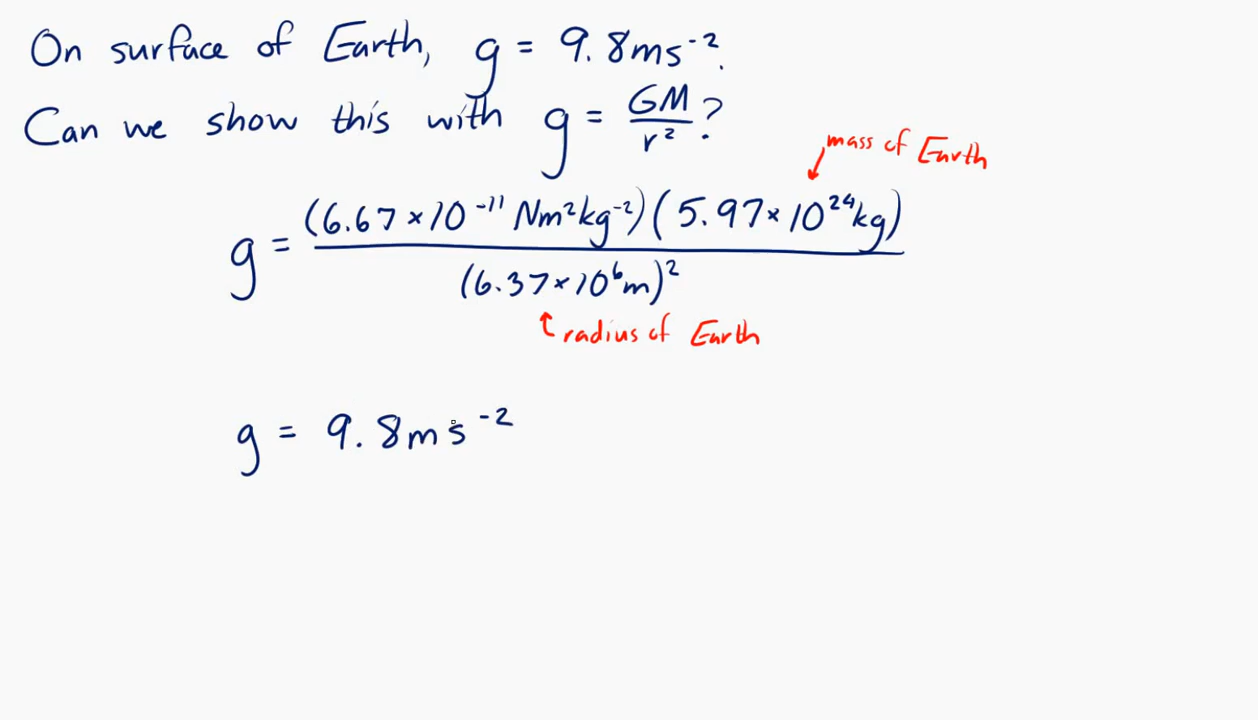 On surface of Earth, g = 9.8ms⁻².
Can we show this with g = GM/r² ?
mass of Earth
g = (6.67×10⁻¹¹ Nm²kg⁻²)(5.97×10²⁴kg)
(6.37×10⁶m)²
radius of Earth
g = 9.8ms⁻²